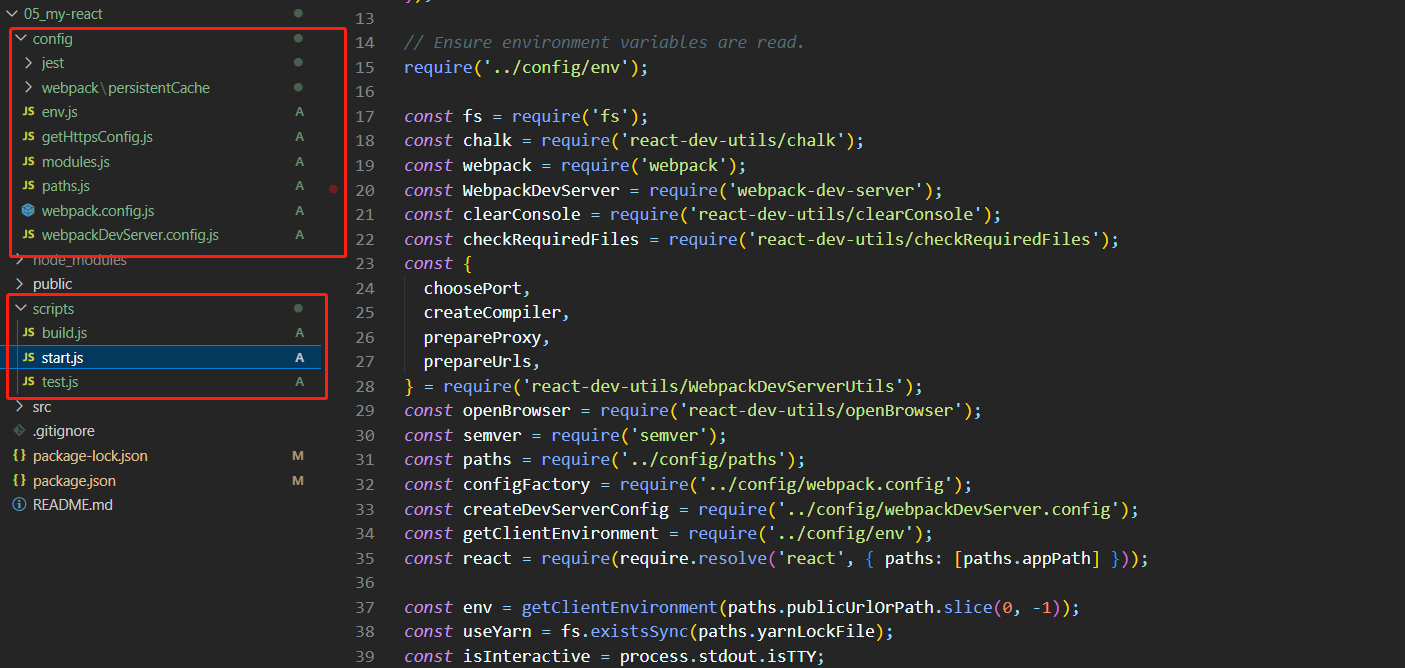 05_my-react
config
jest
webpack\persistentCache
JS env.js A
JS getHttpsConfig.js A
JS modules.js A
JS paths.js A
webpack.config.js A
JS webpackDevServer.config.js A
node_modules
public
scripts
JS build.js A
JS start.js A
JS test.js A
src
.gitignore
{} package-lock.json M
{} package.json M
README.md
});
13
14 // Ensure environment variables are read.
15 require('../config/env');
16
17 const fs = require('fs');
18 const chalk = require('react-dev-utils/chalk');
19 const webpack = require('webpack');
20 const WebpackDevServer = require('webpack-dev-server');
21 const clearConsole = require('react-dev-utils/clearConsole');
22 const checkRequiredFiles = require('react-dev-utils/checkRequiredFiles');
23 const {
24 choosePort,
25 createCompiler,
26 prepareProxy,
27 prepareUrls,
28 } = require('react-dev-utils/WebpackDevServerUtils');
29 const openBrowser = require('react-dev-utils/openBrowser');
30 const semver = require('semver');
31 const paths = require('../config/paths');
32 const configFactory = require('../config/webpack.config');
33 const createDevServerConfig = require('../config/webpackDevServer.config');
34 const getClientEnvironment = require('../config/env');
35 const react = require(require.resolve('react', { paths: [paths.appPath] }));
36
37 const env = getClientEnvironment(paths.publicUrlOrPath.slice(0, -1));
38 const useYarn = fs.existsSync(paths.yarnLockFile);
39 const isInteractive = process.stdout.isTTY;